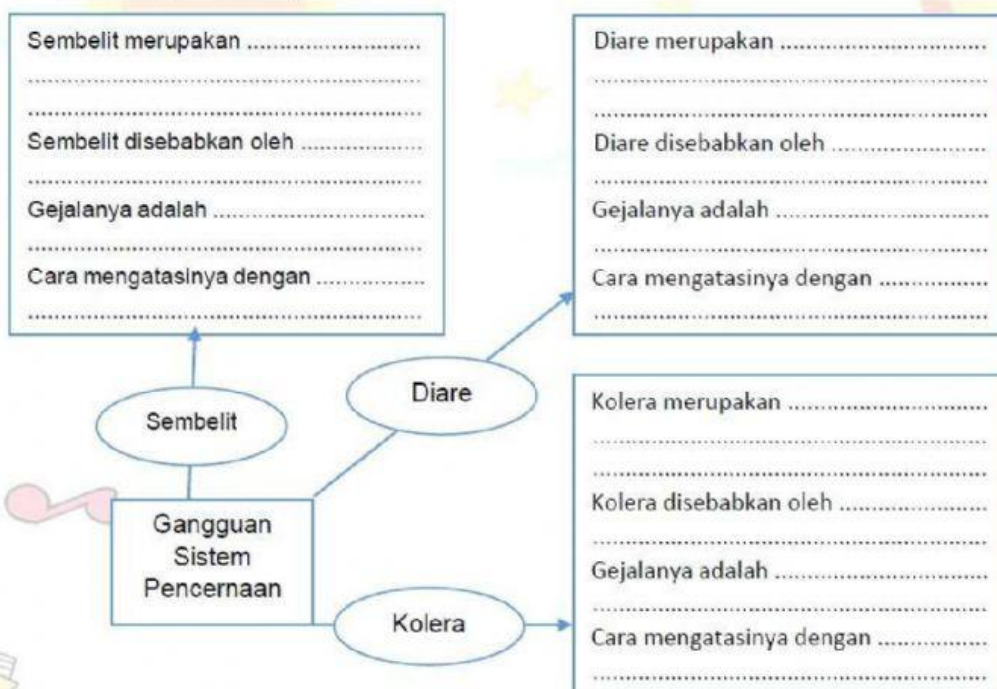 Sembelit merupakan ............................
................................................................
................................................................
Sembelit disebabkan oleh ...................
................................................................
Gejalanya adalah ..................................
................................................................
Cara mengatasinya dengan .................
................................................................
Diare merupakan .................................
................................................................
................................................................
Diare disebabkan oleh .........................
................................................................
Gejalanya adalah ..................................
................................................................
Cara mengatasinya dengan .................
................................................................
Sembelit
Diare
Gangguan
Sistem
Pencernaan
Kolera
Kolera merupakan ................................
................................................................
................................................................
Kolera disebabkan oleh ........................
................................................................
Gejalanya adalah ..................................
................................................................
Cara mengatasinya dengan .................
................................................................